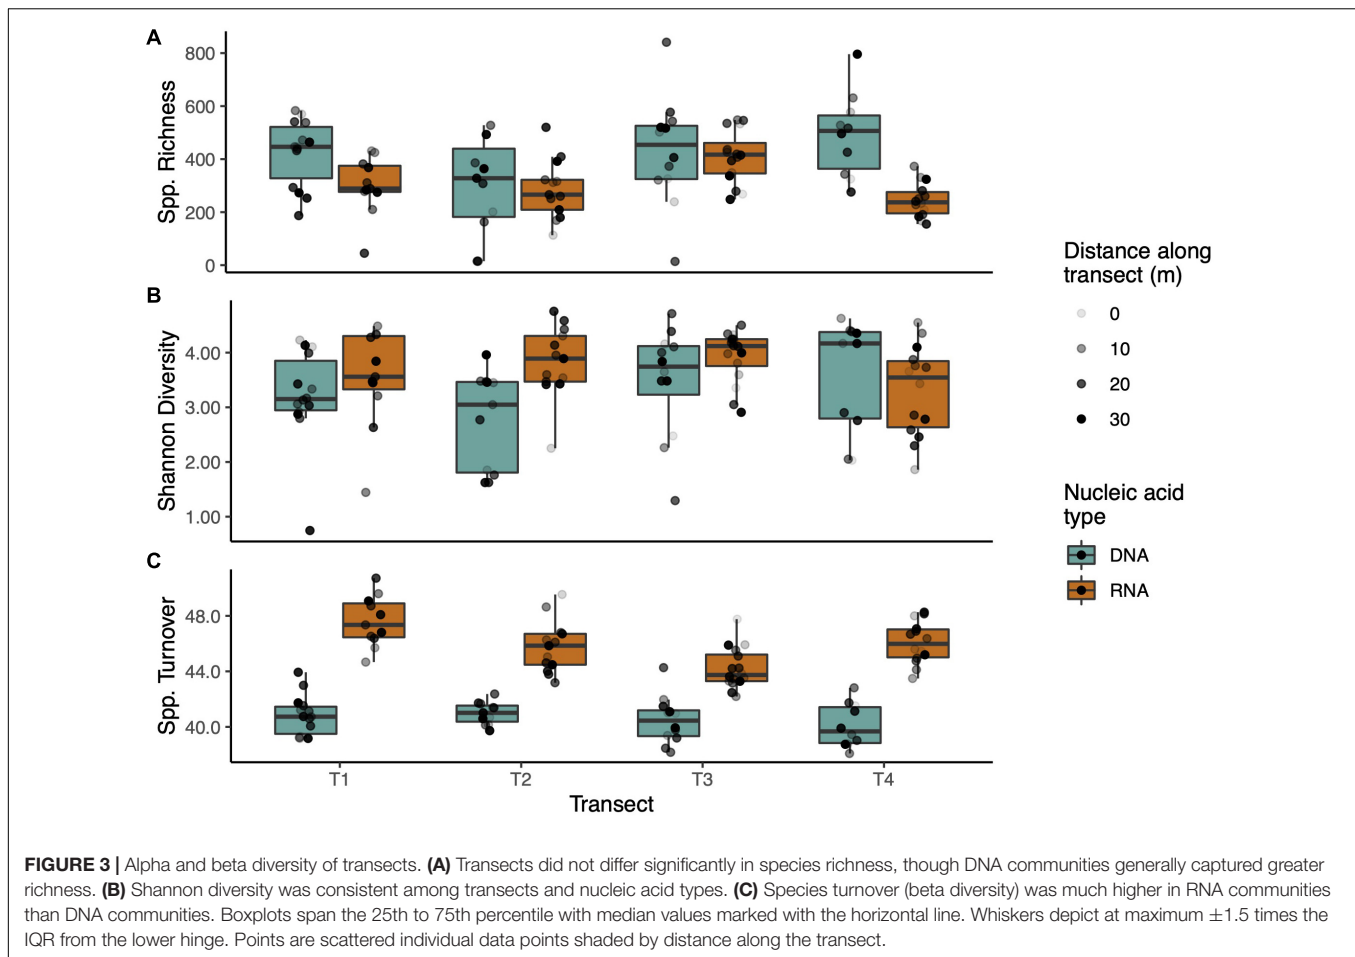 A
800
600
400
200
0
Spp. Richness
B
4.00
3.00
2.00
1.00
Shannon Diversity
C
48.0
44.0
40.0
Spp. Turnover
T1 T2 T3 T4
Transect
Distance along
transect (m)
0
10
20
30
Nucleic acid
type
DNA
RNA
FIGURE 3 | Alpha and beta diversity of transects. (A) Transects did not differ significantly in species richness, though DNA communities generally captured greater
richness. (B) Shannon diversity was consistent among transects and nucleic acid types. (C) Species turnover (beta diversity) was much higher in RNA communities
than DNA communities. Boxplots span the 25th to 75th percentile with median values marked with the horizontal line. Whiskers depict at maximum ±1.5 times the
IQR from the lower hinge. Points are scattered individual data points shaded by distance along the transect.